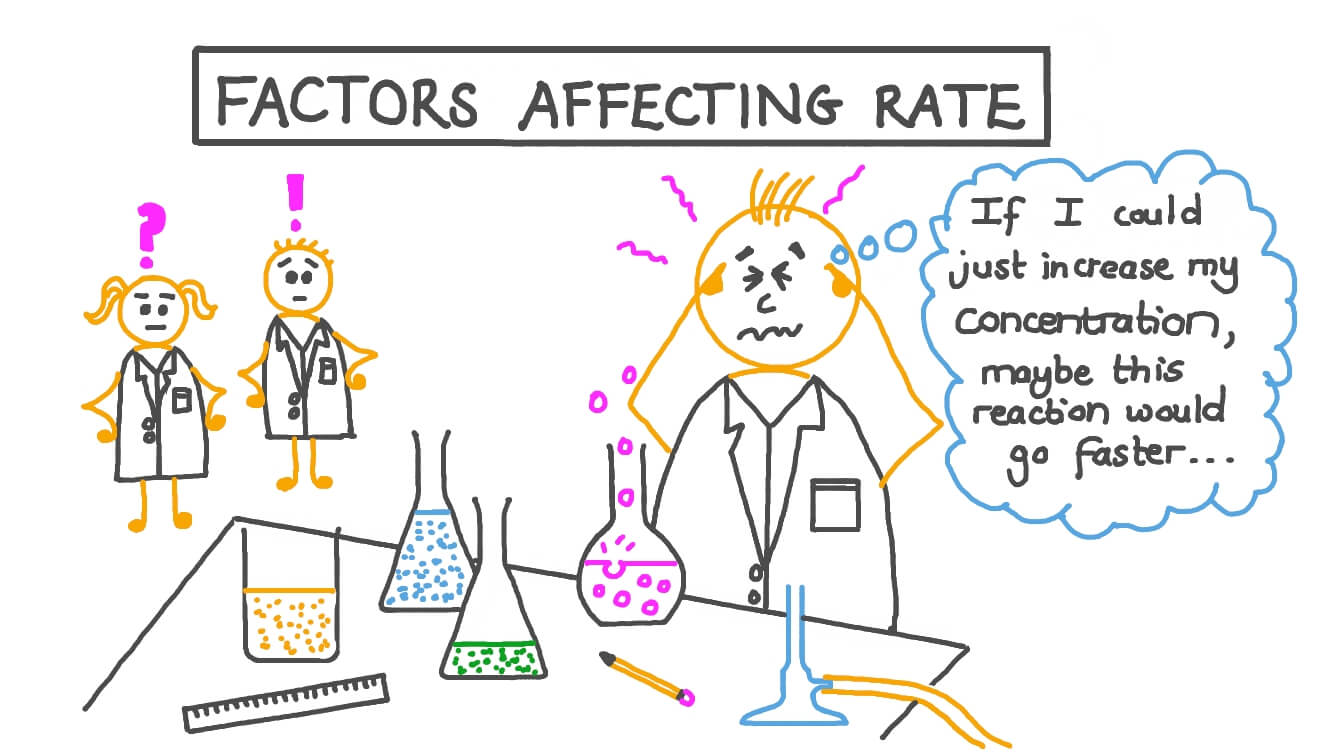 FACTORS AFFECTING RATE
?
!
If I could
just increase my
concentration,
maybe this
reaction would
go faster...